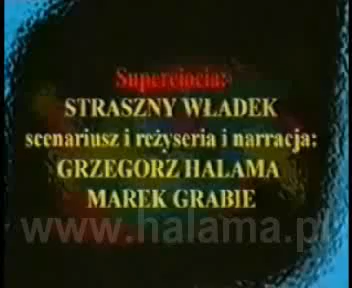 Superciocia:
STRASZNY WŁADEK
scenariusz i reżyseria i narracja:
GRZEGORZ HALAMA
MAREK GRABIE
www.halama.pl